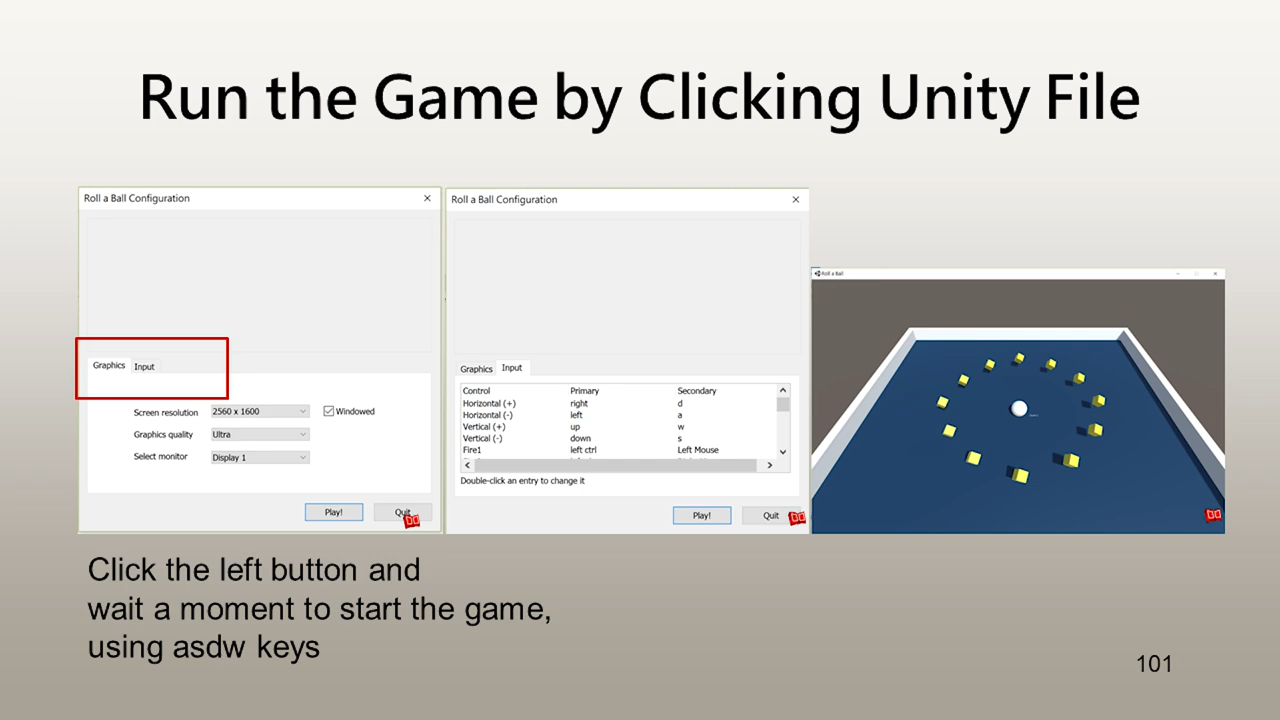 Run the Game by Clicking Unity File
Roll a Ball Configuration
Graphics
Input
Screen resolution
2560 x 1600
Windowed
Graphics quality
Ultra
Select monitor
Display 1
Play!
Quit
Roll a Ball Configuration
Graphics
Input
Control Primary Secondary
Horizontal (+) right d
Horizontal (-) left a
Vertical (+) up w
Vertical (-) down s
Fire1 left ctrl Left Mouse
Double-click an entry to change it
Play!
Quit
Roll a Ball
Click the left button and
wait a moment to start the game,
using asdw keys
101